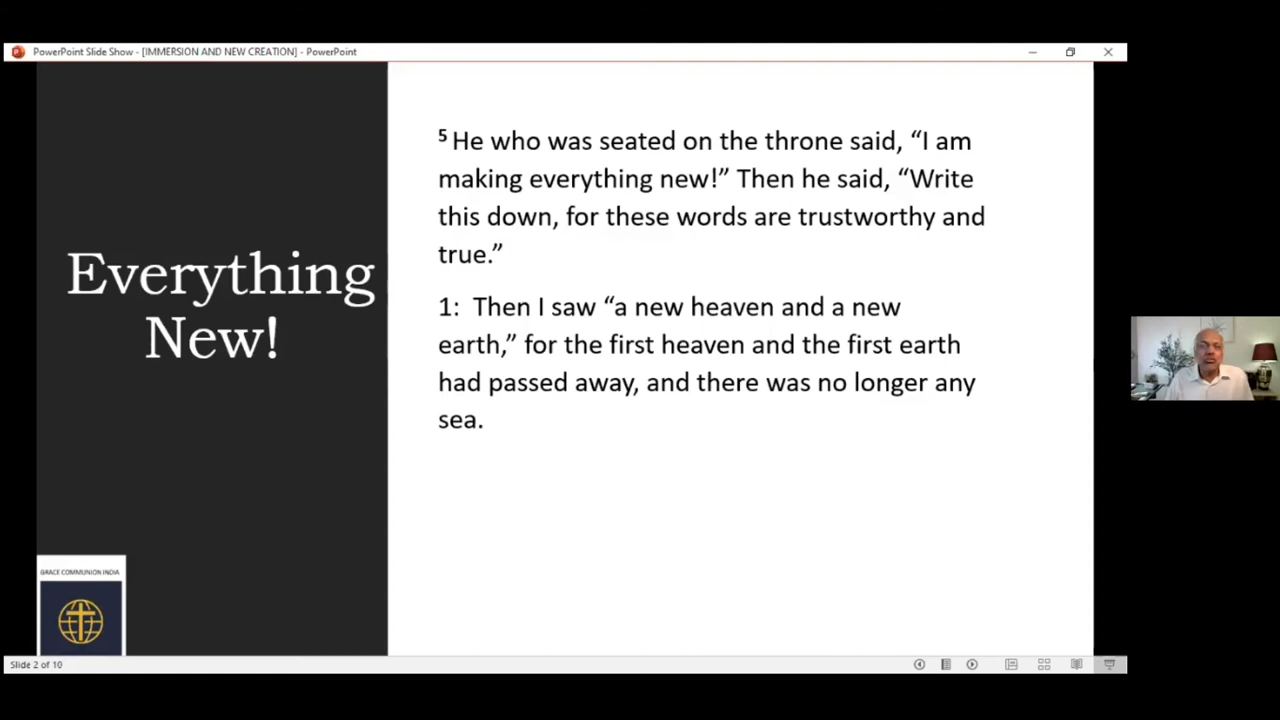 PowerPoint Slide Show - [IMMERSION AND NEW CREATION] - PowerPoint
Everything
New!
⁵ He who was seated on the throne said, “I am
making everything new!” Then he said, “Write
this down, for these words are trustworthy and
true.”
1: Then I saw “a new heaven and a new
earth,” for the first heaven and the first earth
had passed away, and there was no longer any
sea.
GRACE COMMUNION INDIA
Slide 2 of 10